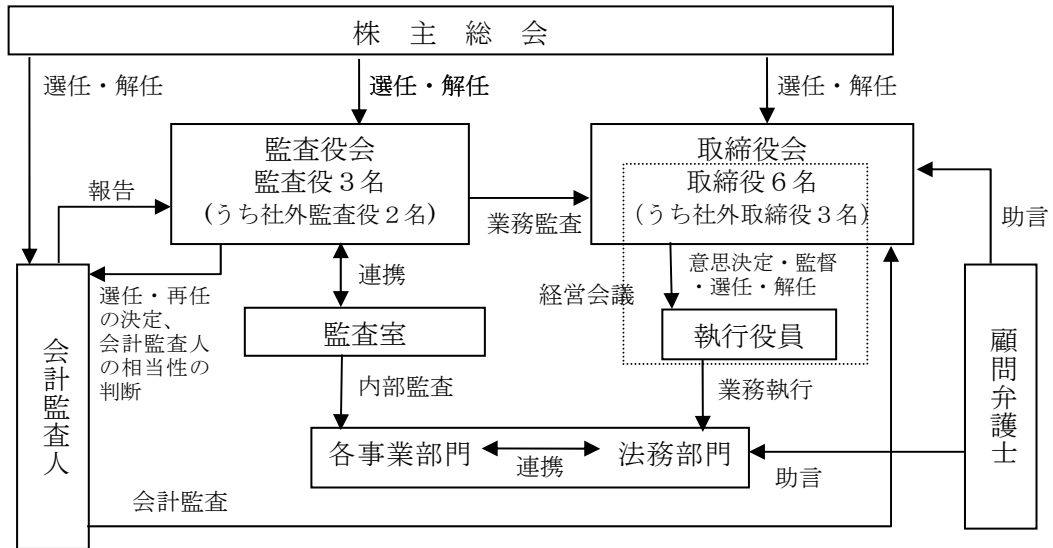 株 主 総 会
選任・解任
選任・解任
選任・解任
監査役会
監査役３名
(うち社外監査役２名)
取締役会
取締役６名
(うち社外取締役３名)
報告
業務監査
助言
連携
意思決定・監督
・選任・解任
経営会議
選任・再任
の決定、
会計監査人
の相当性の
判断
監査室
執行役員
会計監査人
顧問弁護士
内部監査
業務執行
各事業部門
連携
法務部門
助言
会計監査